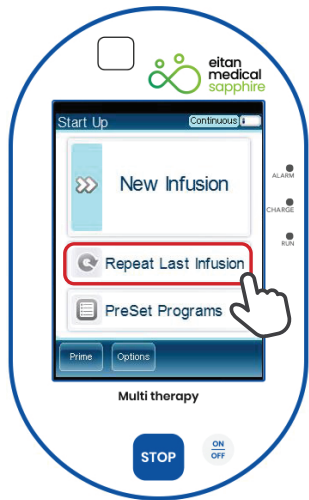 eitan
medical
sapphire
Start Up
Continuous
New Infusion
ALARM
CHARGE
RUN
Repeat Last Infusion
PreSet Programs
Prime
Options
Multi therapy
STOP
ON
OFF